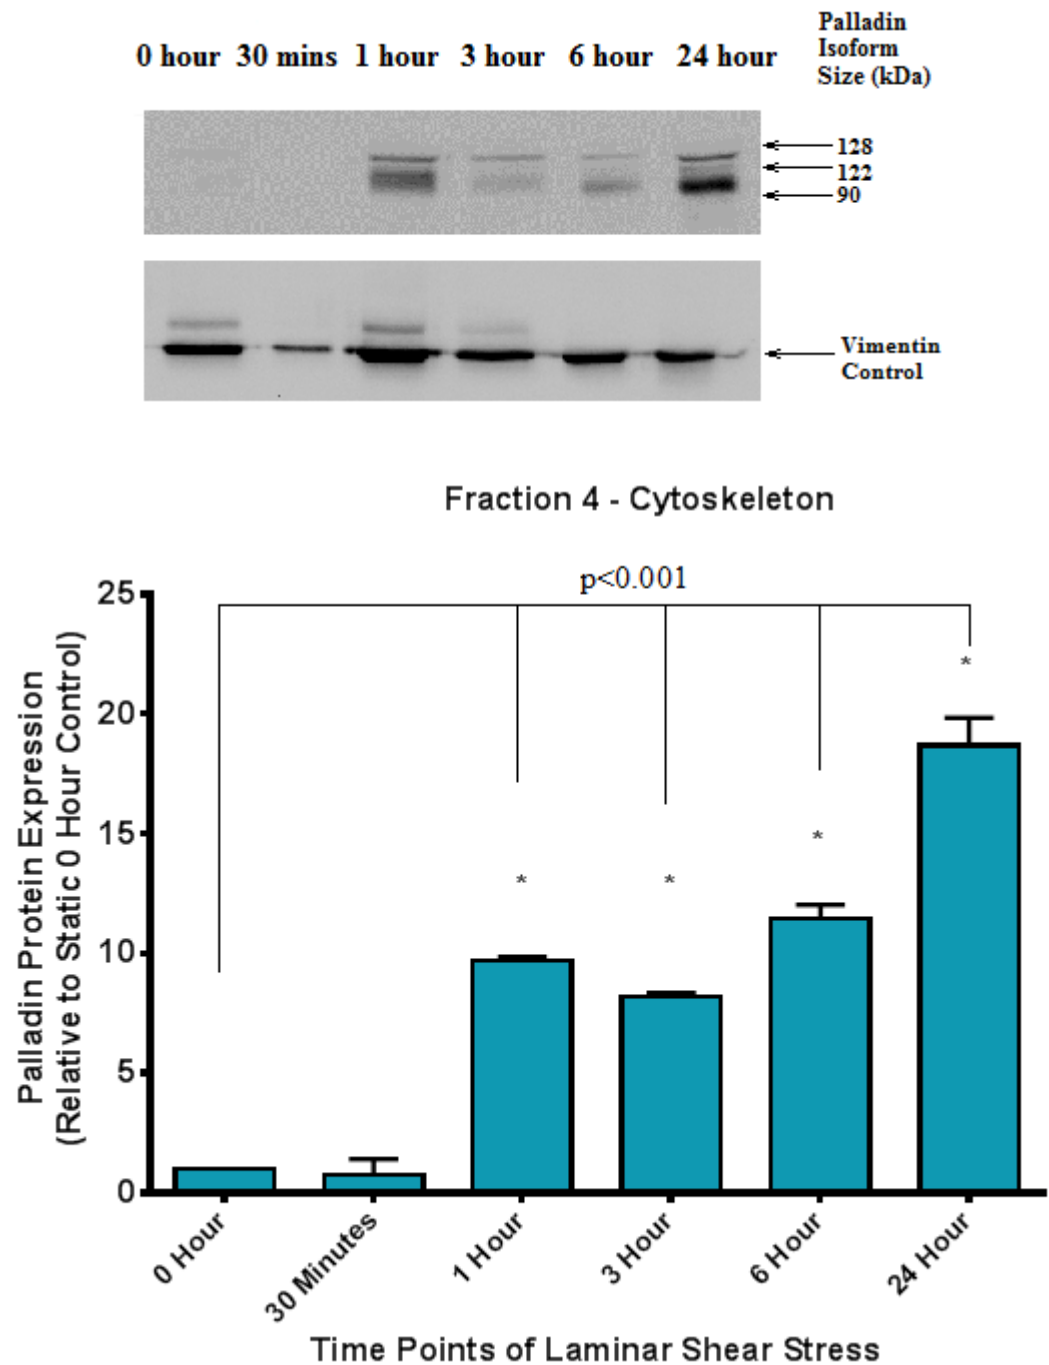 Palladin
Isoform
Size (kDa)
0 hour 30 mins 1 hour 3 hour 6 hour 24 hour
128
122
90
Vimentin
Control
Fraction 4 - Cytoskeleton
p<0.001
Palladin Protein Expression
(Relative to Static 0 Hour Control)
25
20
15
10
5
0
*
*
*
*
0 Hour
30 Minutes
1 Hour
3 Hour
6 Hour
24 Hour
Time Points of Laminar Shear Stress